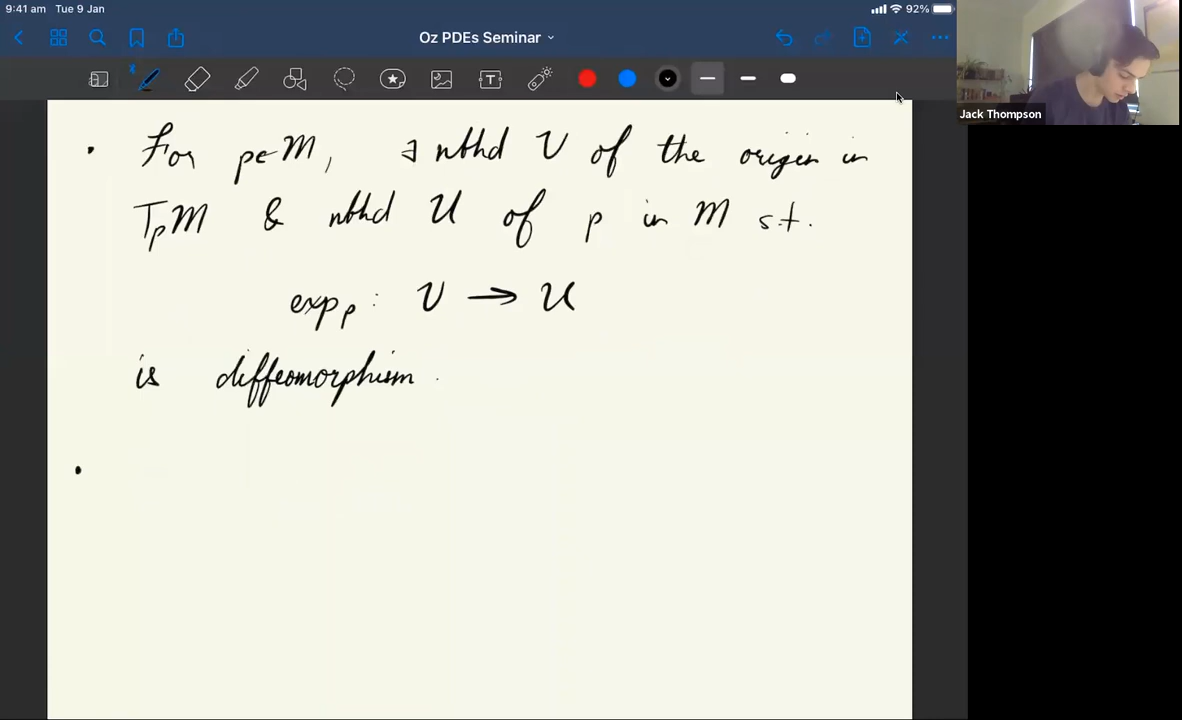 9:41 am Tue 9 Jan
92%
Oz PDEs Seminar
Jack Thompson
• For p∈M, ∃ nbhd V of the origin in
TₚM & nbhd U of p in M s.t.
expₚ : V → U
is diffeomorphism.
•